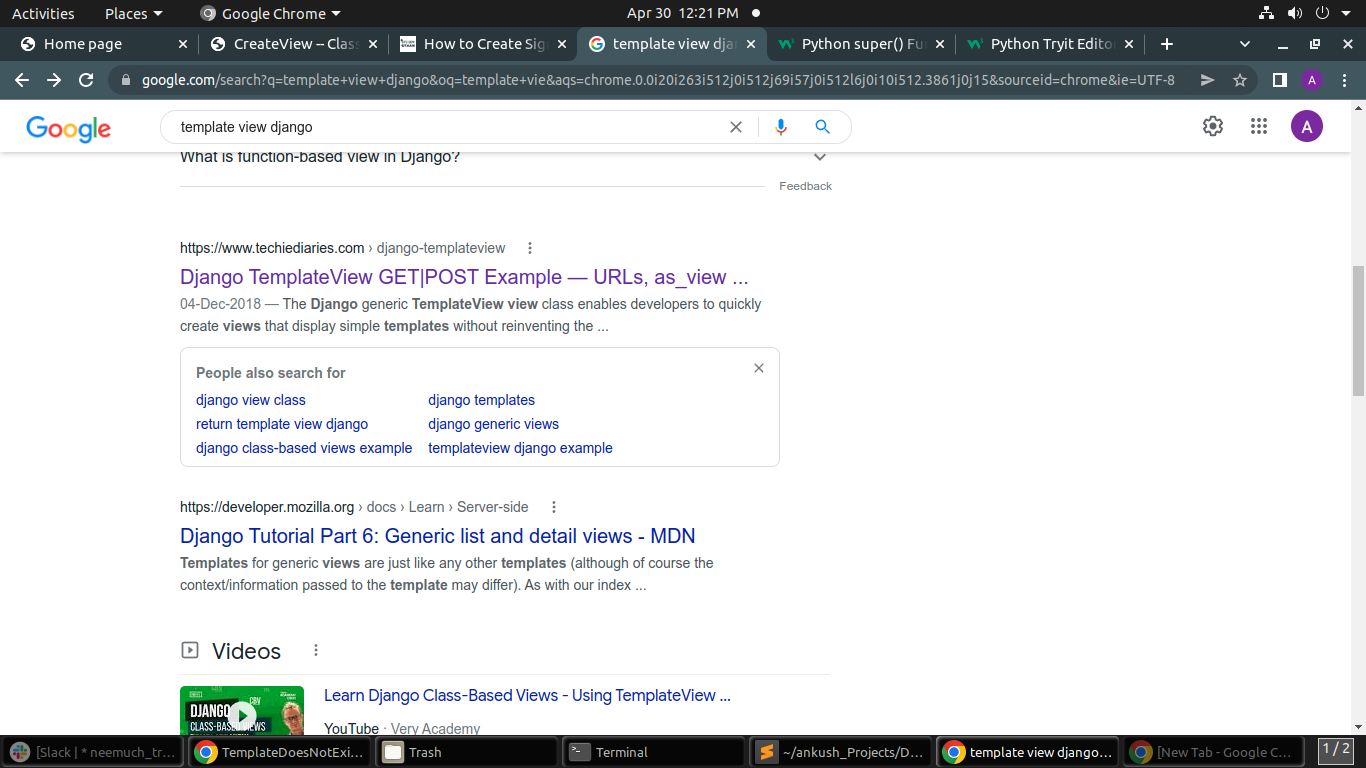 Activities Places Google Chrome Apr 30 12:21 PM
Home page CreateView -- Clas How to Create Sig template view dja Python super() Fu Python Tryit Edito
google.com/search?q=template+view+django&oq=template+vie&aqs=chrome.0.0i20i263i512j0i512j69i57j0i512l6j0i10i512.3861j0j15&sourceid=chrome&ie=UTF-8 A
Google template view django A
What is function-based view in Django?
Feedback
https://www.techiediaries.com › django-templateview
Django TemplateView GET|POST Example — URLs, as_view ...
04-Dec-2018 — The Django generic TemplateView view class enables developers to quickly
create views that display simple templates without reinventing the ...
People also search for
django view class django templates
return template view django django generic views
django class-based views example templateview django example
https://developer.mozilla.org › docs › Learn › Server-side
Django Tutorial Part 6: Generic list and detail views - MDN
Templates for generic views are just like any other templates (although of course the
context/information passed to the template may differ). As with our index ...
Videos
DJANGO CBV
CLASS-BASED VIEWS
Learn Django Class-Based Views - Using TemplateView ...
YouTube · Very Academy
[Slack | * neemuch_tr... TemplateDoesNotExi... Trash Terminal ~/ankush_Projects/D... template view django... [New Tab - Google C... 1 / 2